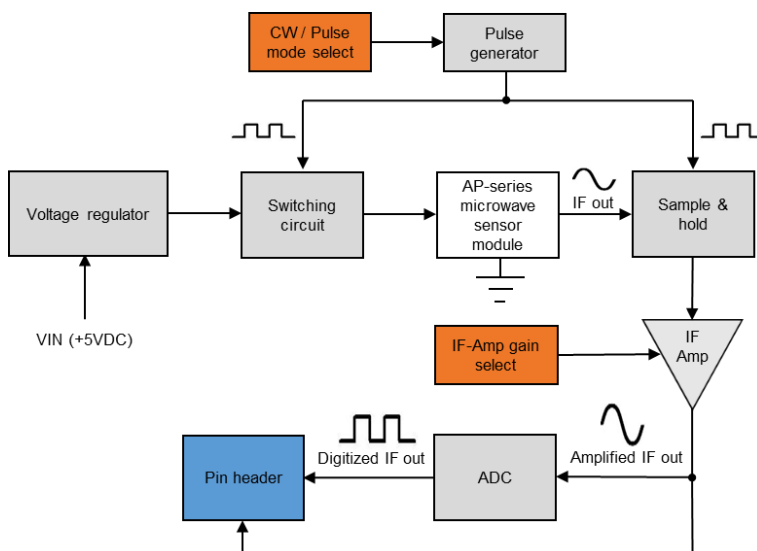 CW / Pulse
mode select
Pulse
generator
Voltage regulator
Switching
circuit
AP-series
microwave
sensor
module
IF out
Sample &
hold
VIN (+5VDC)
IF-Amp gain
select
IF
Amp
Pin header
Digitized IF out
ADC
Amplified IF out